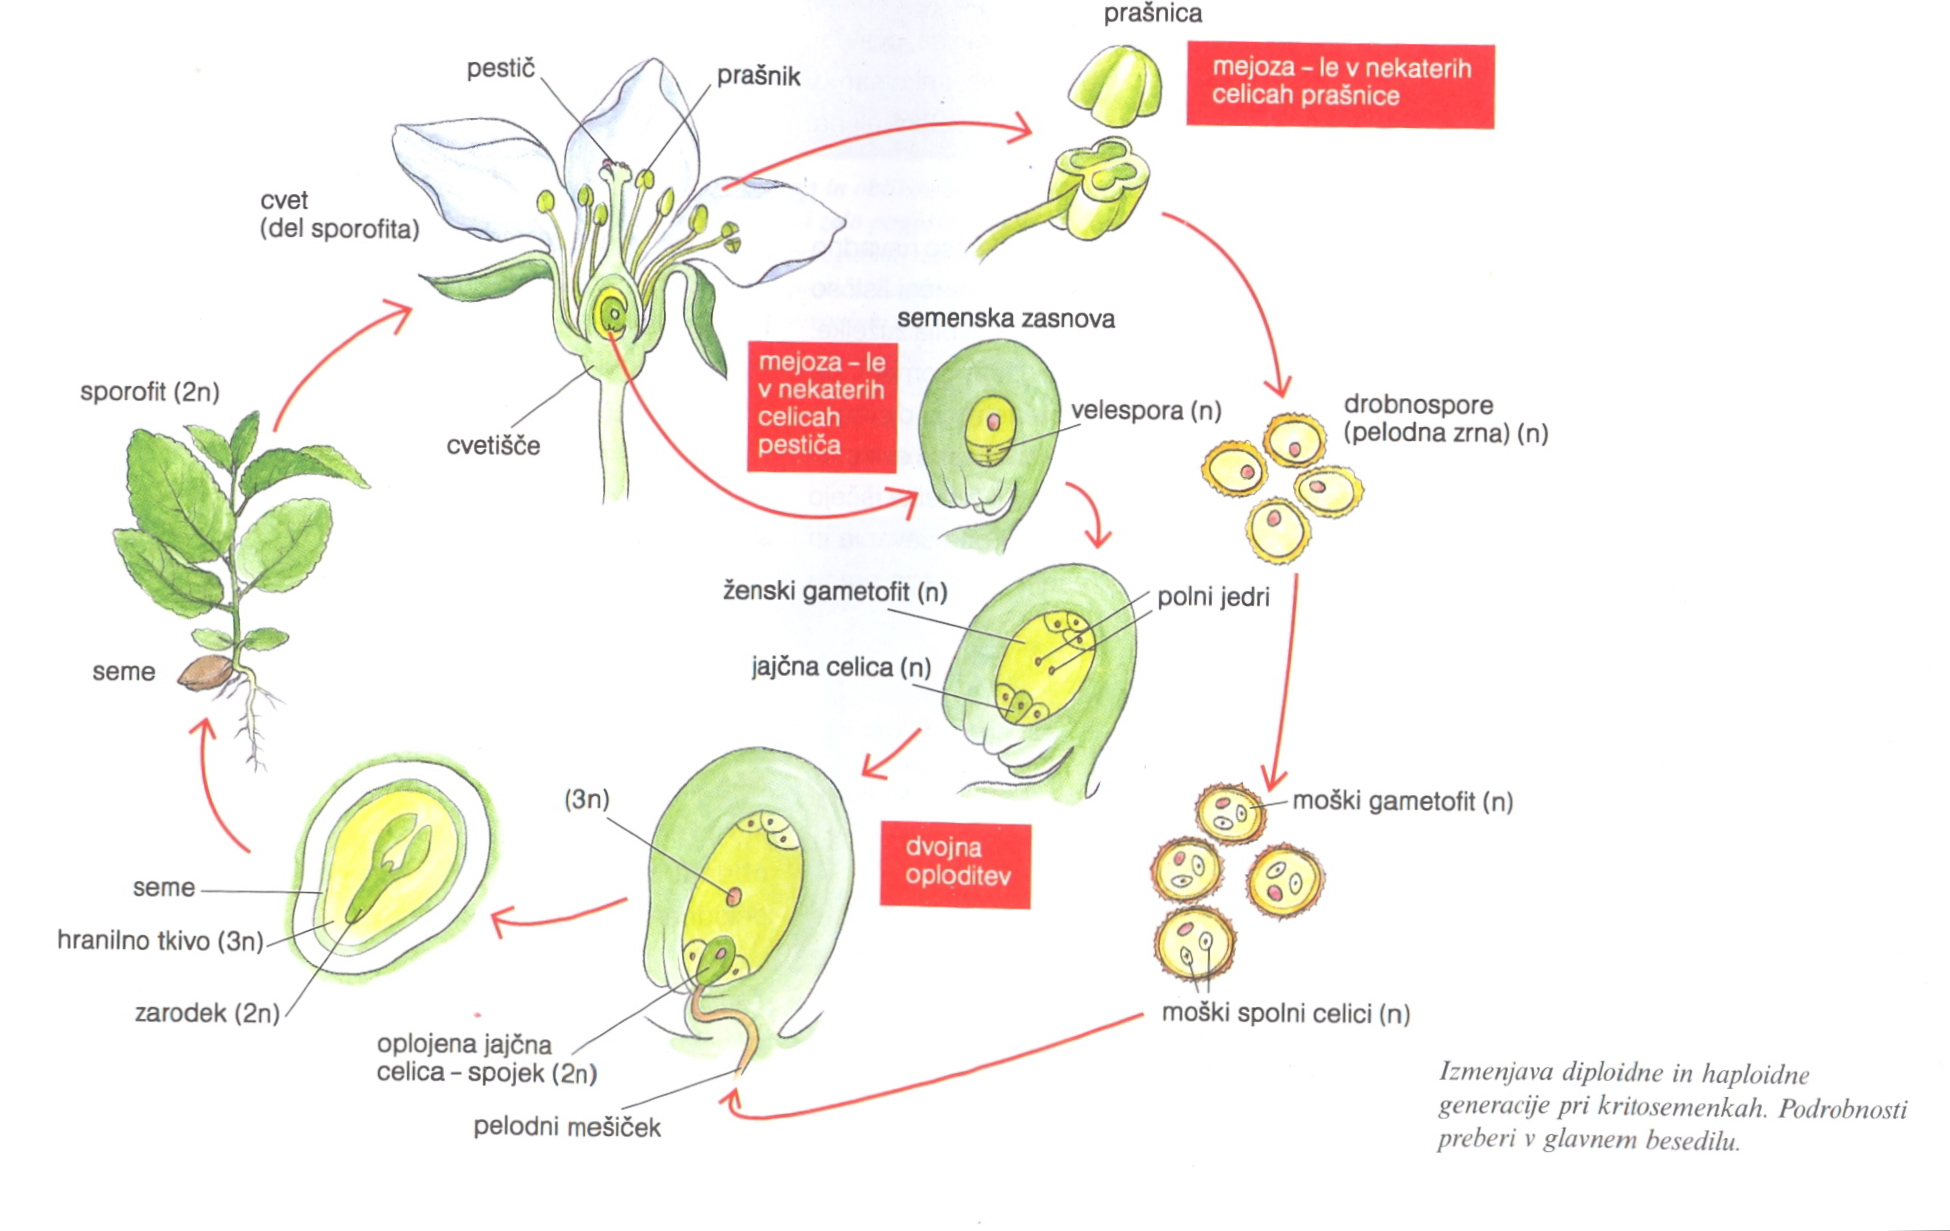 prašnica
mejoza – le v nekaterih
celicah prašnice
pestič
prašnik
cvet
(del sporofita)
semenska zasnova
mejoza – le
v nekaterih
celicah
pestiča
velespora (n)
drobnospore
(pelodna zrna) (n)
sporofit (2n)
cvetišče
ženski gametofit (n)
polni jedri
jajčna celica (n)
seme
(3n)
moški gametofit (n)
dvojna
oploditev
seme
hranilno tkivo (3n)
zarodek (2n)
moški spolni celici (n)
oplojena jajčna
celica – spojek (2n)
pelodni mešiček
Izmenjava diploidne in haploidne
generacije pri kritosemenkah. Podrobnosti
preberi v glavnem besedilu.